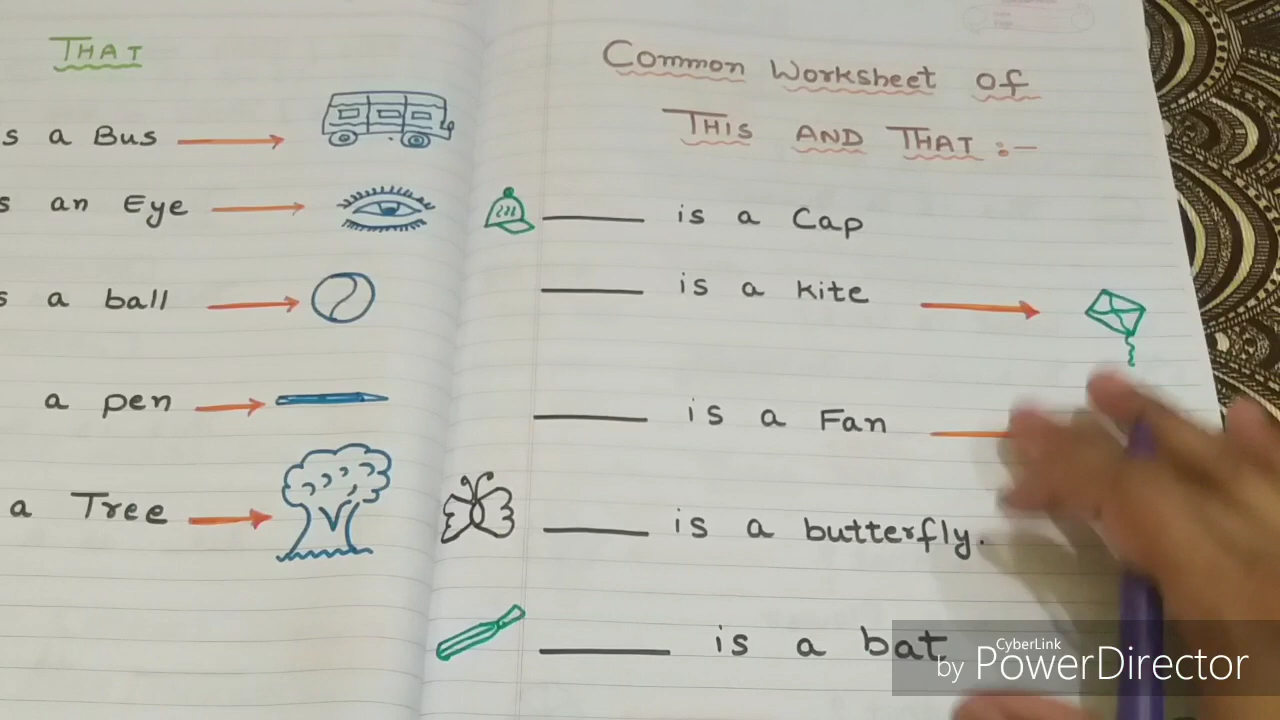 THAT
s a Bus
s an Eye
s a ball
a pen
a Tree
Common Worksheet of
THIS AND THAT :-
is a Cap
is a Kite
is a Fan
is a butterfly.
is a bat
CyberLink
by PowerDirector